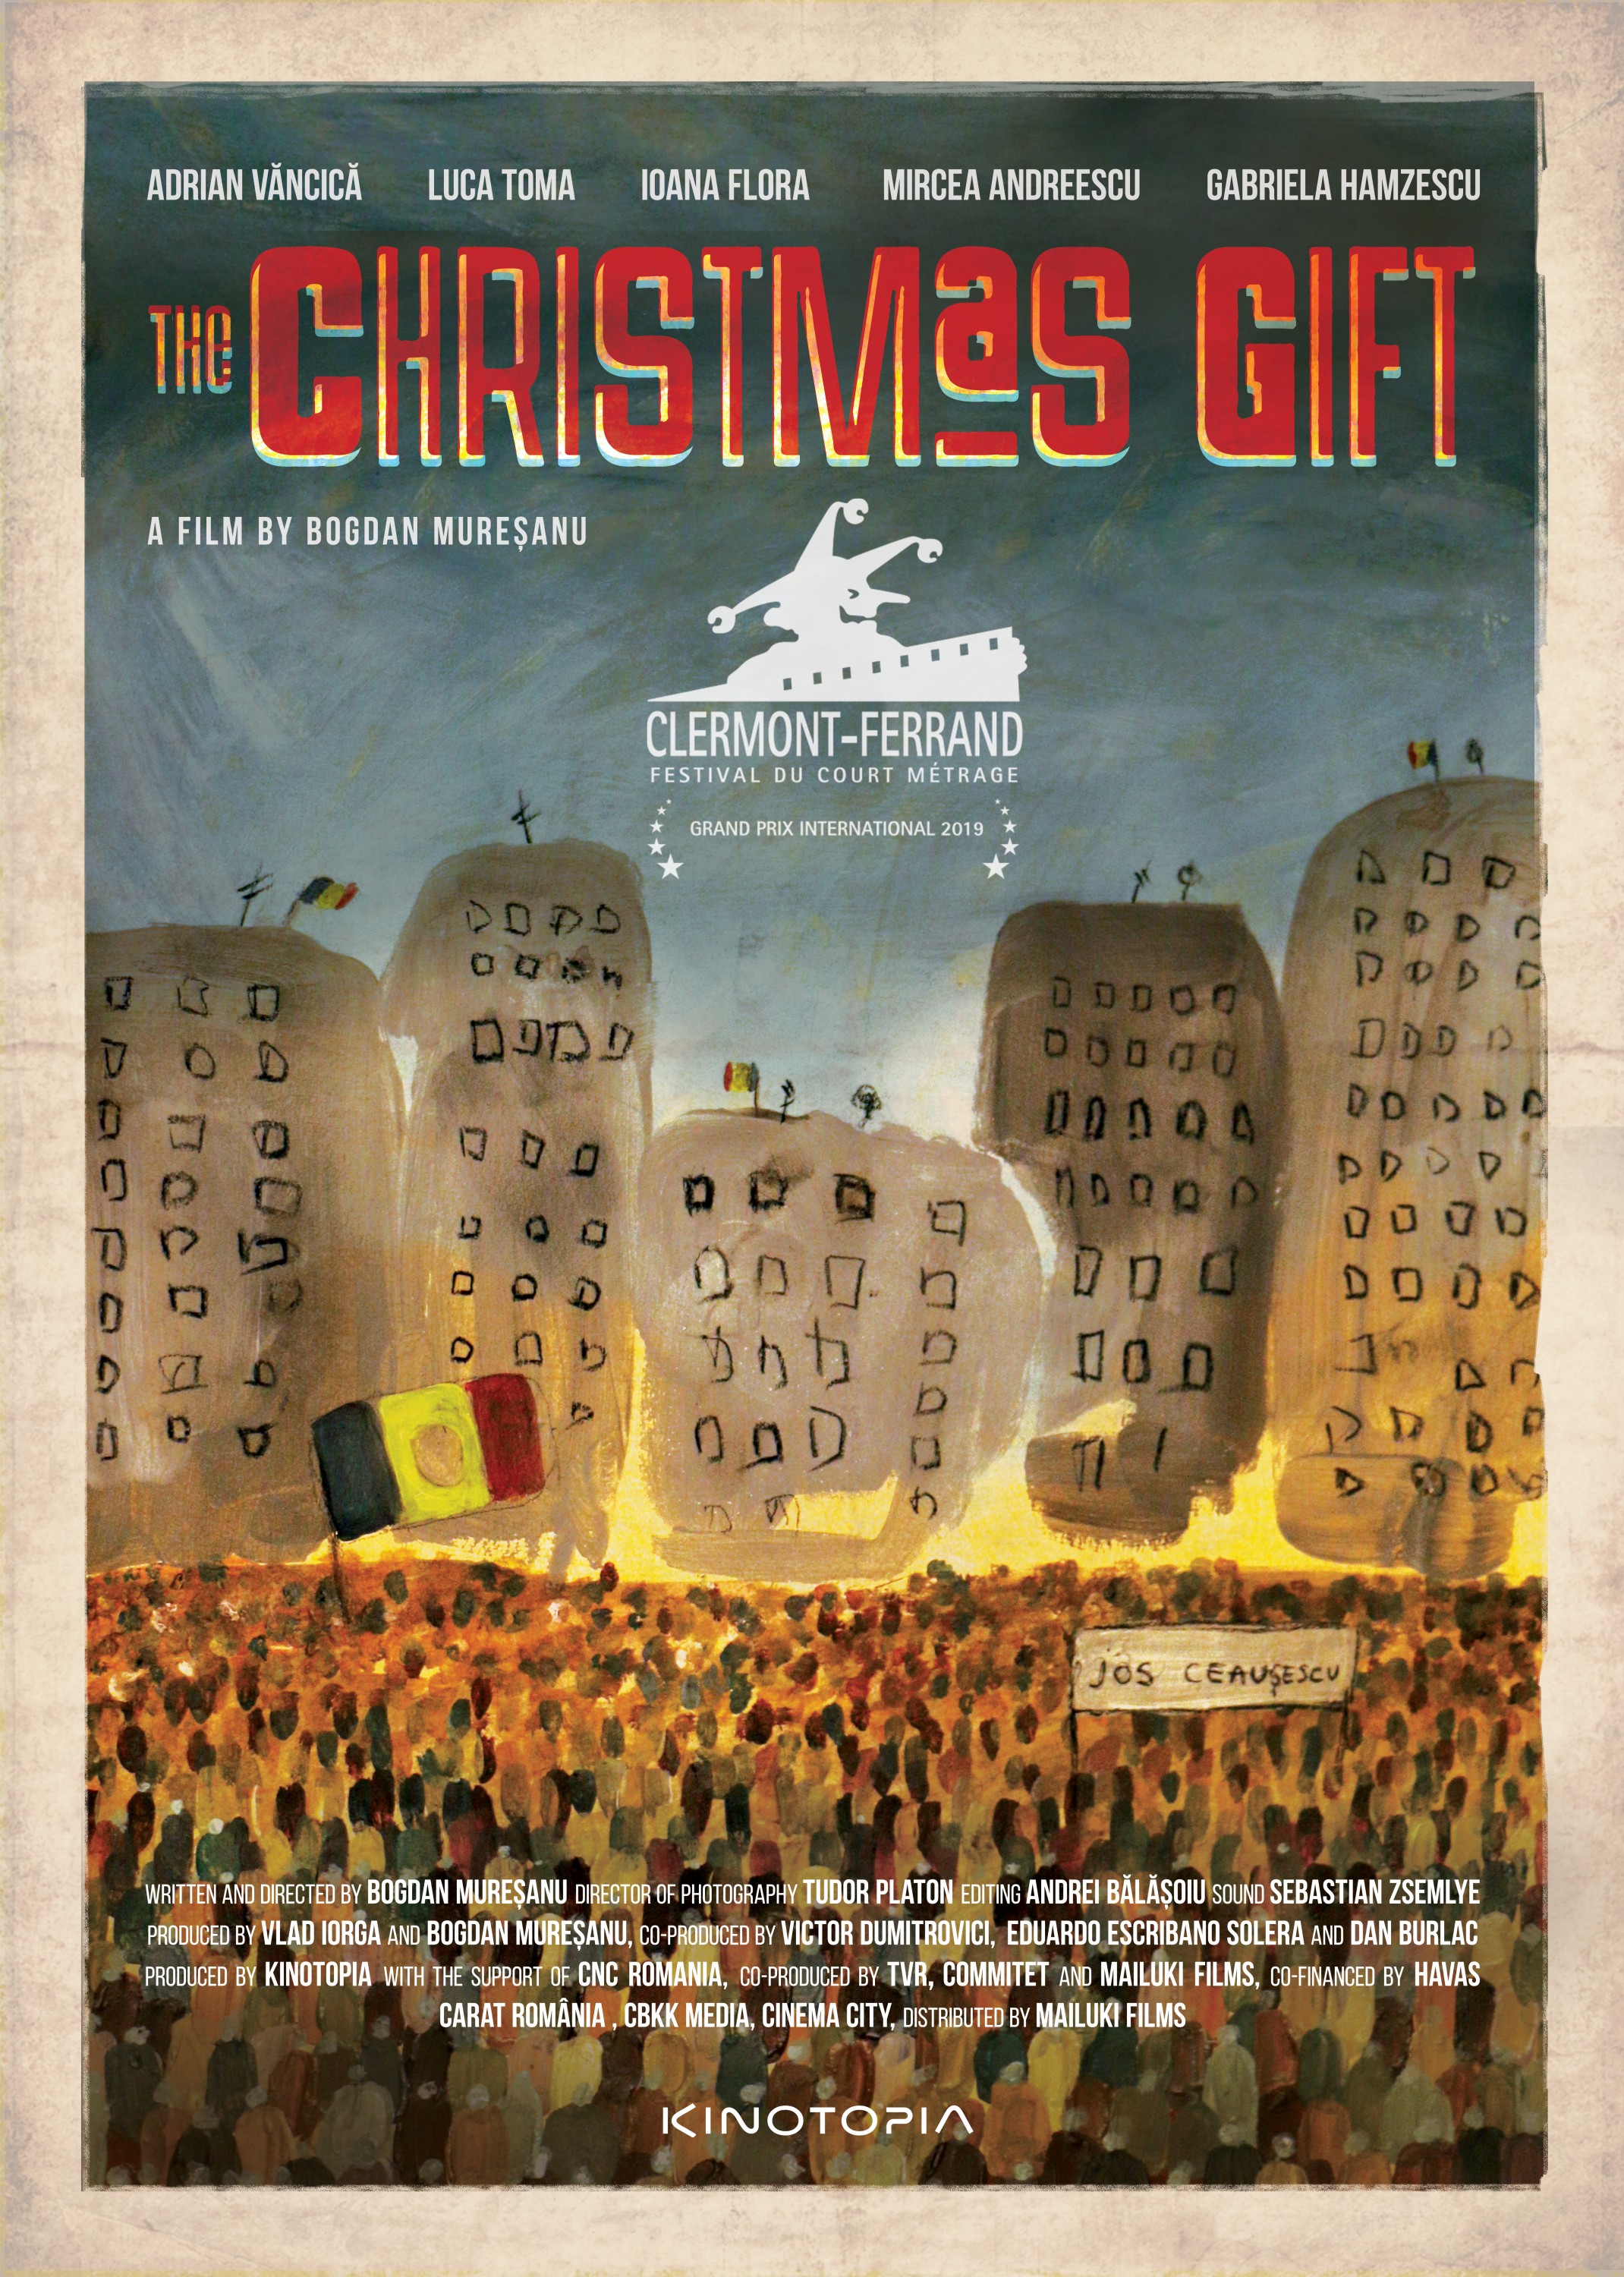 ADRIAN VĂNCICĂ LUCA TOMA IOANA FLORA MIRCEA ANDREESCU GABRIELA HAMZESCU
THE CHRISTMAS GIFT
A FILM BY BOGDAN MUREȘANU
CLERMONT-FERRAND
FESTIVAL DU COURT MÉTRAGE
GRAND PRIX INTERNATIONAL 2019
JOS CEAUȘESCU
WRITTEN AND DIRECTED BY BOGDAN MUREȘANU DIRECTOR OF PHOTOGRAPHY TUDOR PLATON EDITING ANDREI BĂLĂȘOIU SOUND SEBASTIAN ZSEMLYE
PRODUCED BY VLAD IORGA AND BOGDAN MUREȘANU, CO-PRODUCED BY VICTOR DUMITROVICI, EDUARDO ESCRIBANO SOLERA AND DAN BURLAC
PRODUCED BY KINOTOPIA WITH THE SUPPORT OF CNC ROMANIA, CO-PRODUCED BY TVR, COMMITET AND MAILUKI FILMS, CO-FINANCED BY HAVAS
CARAT ROMÂNIA , CBKK MEDIA, CINEMA CITY, DISTRIBUTED BY MAILUKI FILMS
KINOTOPIA